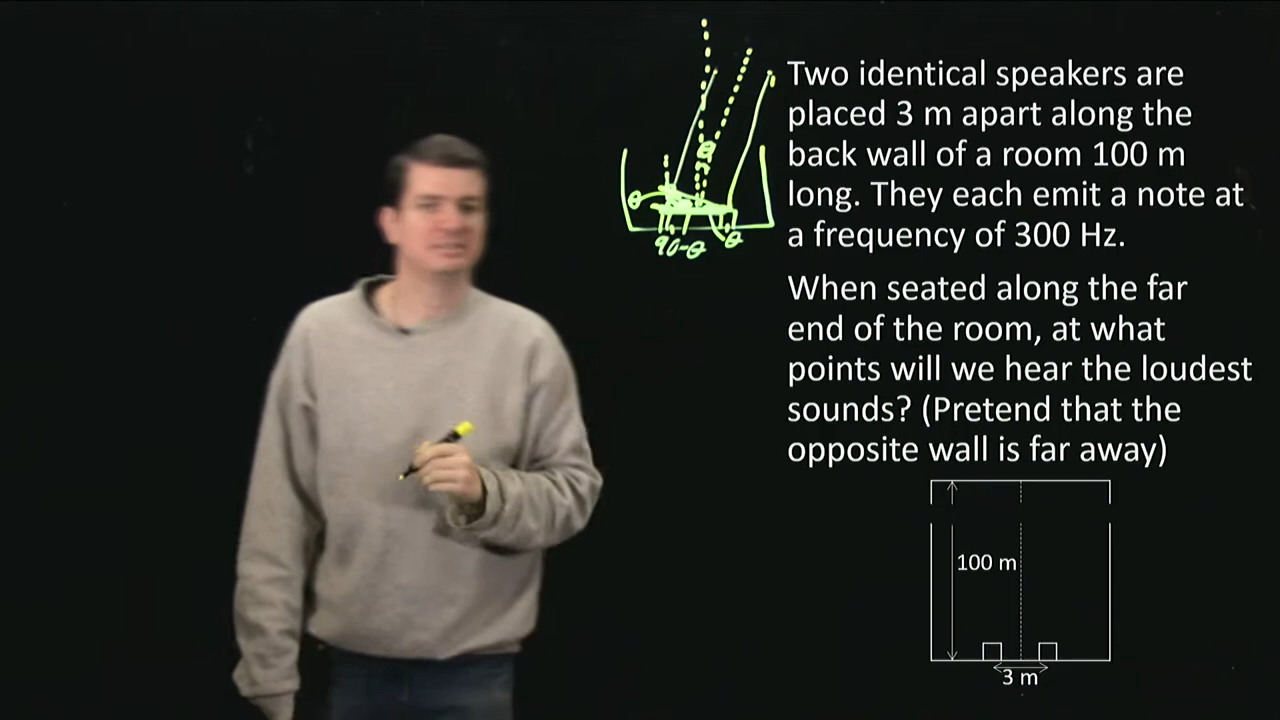 Two identical speakers are
placed 3 m apart along the
back wall of a room 100 m
long. They each emit a note at
a frequency of 300 Hz.
When seated along the far
end of the room, at what
points will we hear the loudest
sounds? (Pretend that the
opposite wall is far away)
θ
θ
90-θ
θ
100 m
3 m